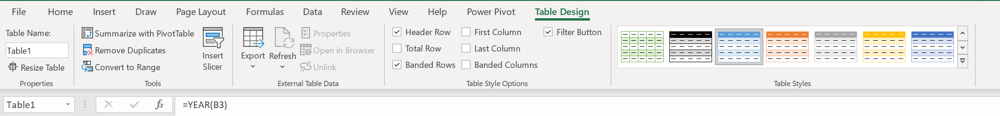 File Home Insert Draw Page Layout Formulas Data Review View Help Power Pivot Table Design
Table Name:
Table1
Resize Table
Properties
Summarize with PivotTable
Remove Duplicates
Convert to Range
Insert
Slicer
Tools
Export
Refresh
Properties
Open in Browser
Unlink
External Table Data
Header Row
Total Row
Banded Rows
First Column
Last Column
Banded Columns
Filter Button
Table Style Options
Table Styles
Table1 fx =YEAR(B3)